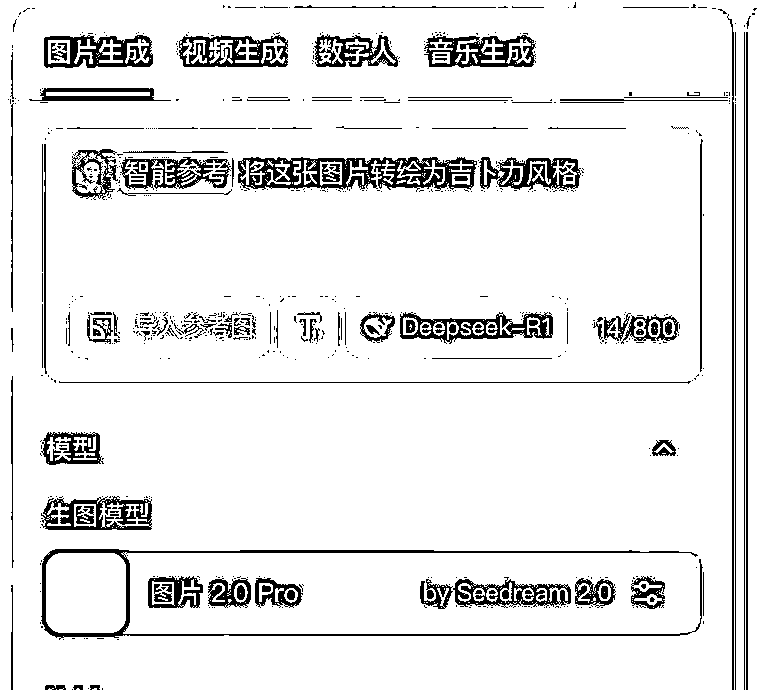 图片生成 视频生成 数字人 音乐生成
智能参考 将这张图片转绘为吉卜力风格
导入参考图 T Deepseek-R1 14/800
模型
生图模型
图片 2.0 Pro by Seedream 2.0